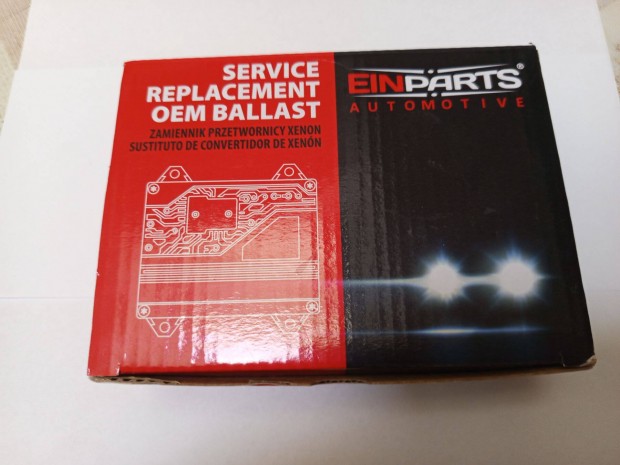 SERVICE
REPLACEMENT
OEM BALLAST
ZAMIENNIK PRZETWORNICY XENON
SUSTITUTO DE CONVERTIDOR DE XENÓN
EINPARTS®
AUTOMOTIVE